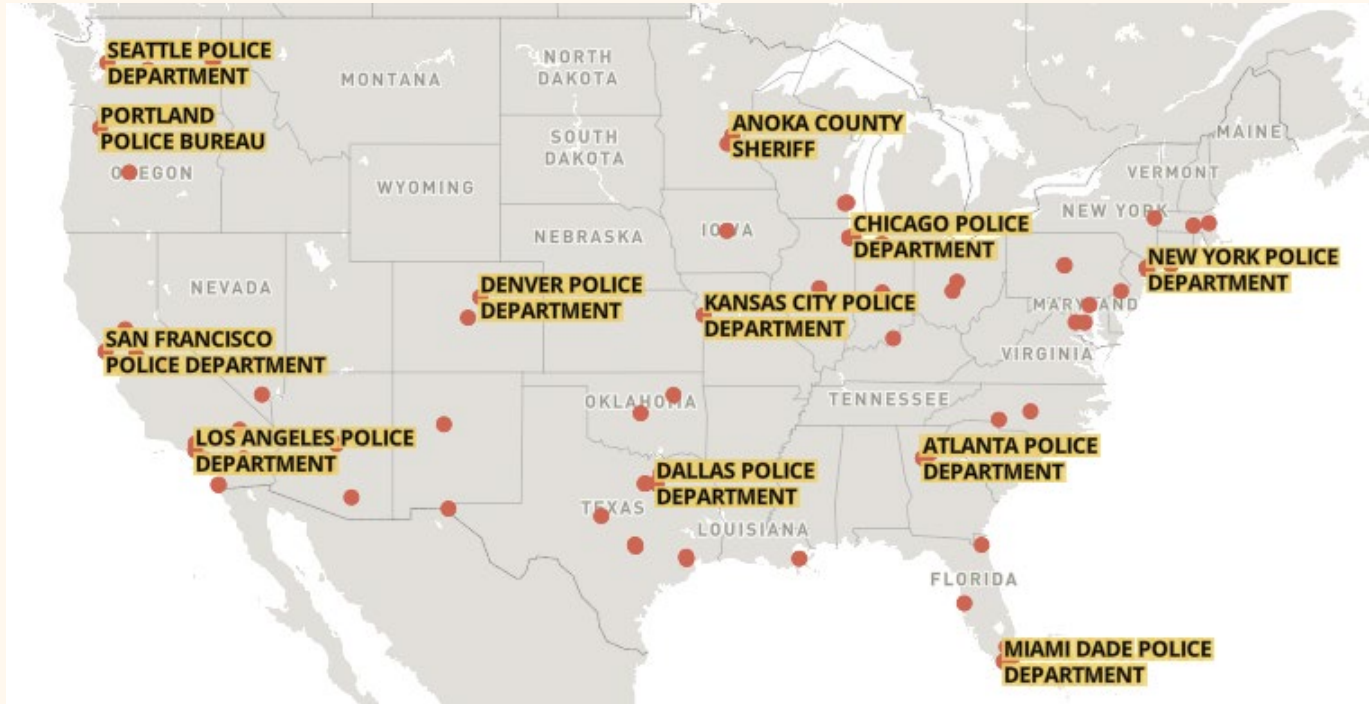 SEATTLE POLICE
DEPARTMENT
MONTANA
NORTH
DAKOTA
PORTLAND
POLICE BUREAU
ANOKA COUNTY
SHERIFF
MAINE
SOUTH
DAKOTA
OREGON
WYOMING
VERMONT
NEW YORK
IOWA
CHICAGO POLICE
DEPARTMENT
NEBRASKA
NEW YORK POLICE
DEPARTMENT
NEVADA
DENVER POLICE
DEPARTMENT
KANSAS CITY POLICE
DEPARTMENT
MARYLAND
SAN FRANCISCO
POLICE DEPARTMENT
VIRGINIA
OKLAHOMA
TENNESSEE
LOS ANGELES POLICE
DEPARTMENT
ATLANTA POLICE
DEPARTMENT
DALLAS POLICE
DEPARTMENT
TEXAS
LOUISIANA
FLORIDA
MIAMI DADE POLICE
DEPARTMENT